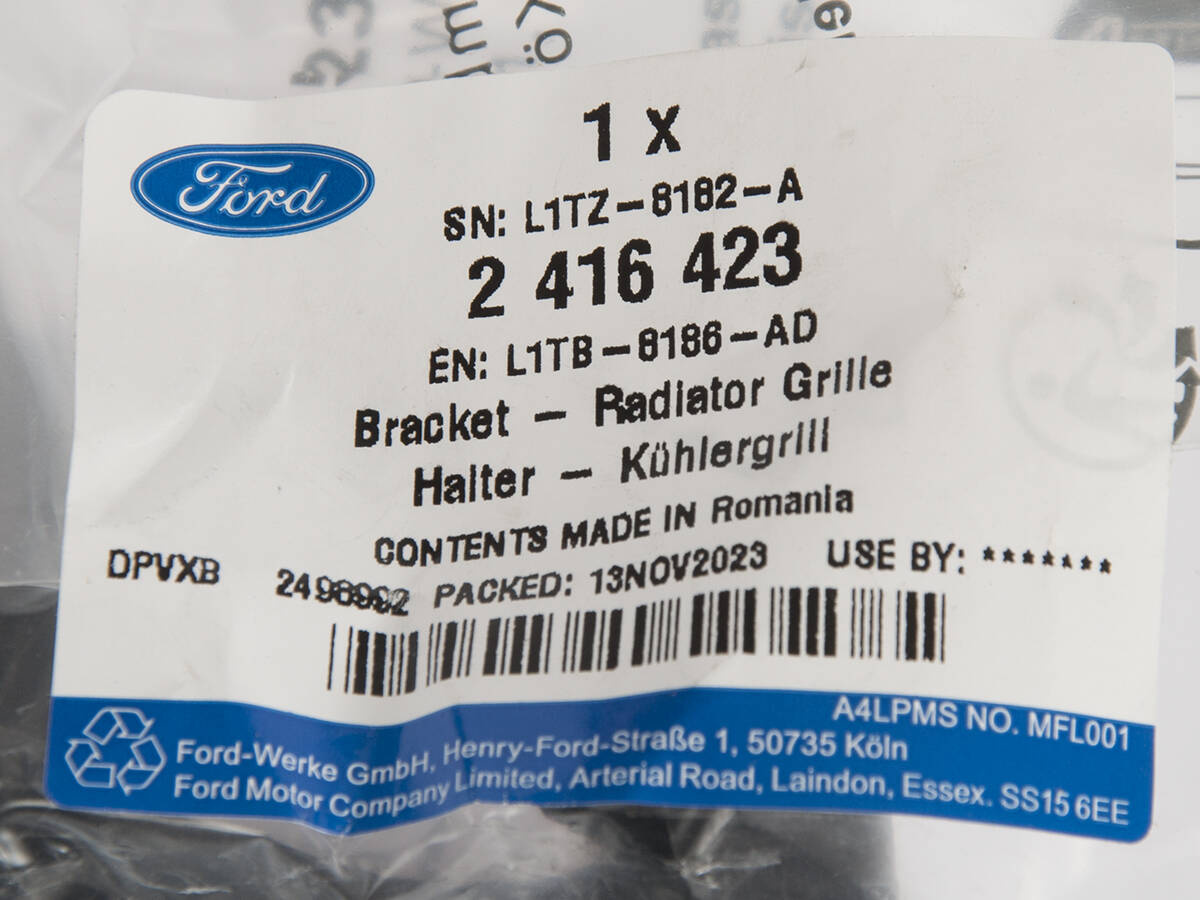 1 x
Ford
SN: L1TZ-8182-A
2 416 423
EN: L1TB-8186-AD
Bracket - Radiator Grille
Halter - Kühlergrill
CONTENTS MADE IN Romania
DPVXB PACKED: 13NOV2023 USE BY: *******
A4LPMS NO. MFL001
Ford-Werke GmbH, Henry-Ford-Straße 1, 50735 Köln
Ford Motor Company Limited, Arterial Road, Laindon, Essex. SS15 6EE